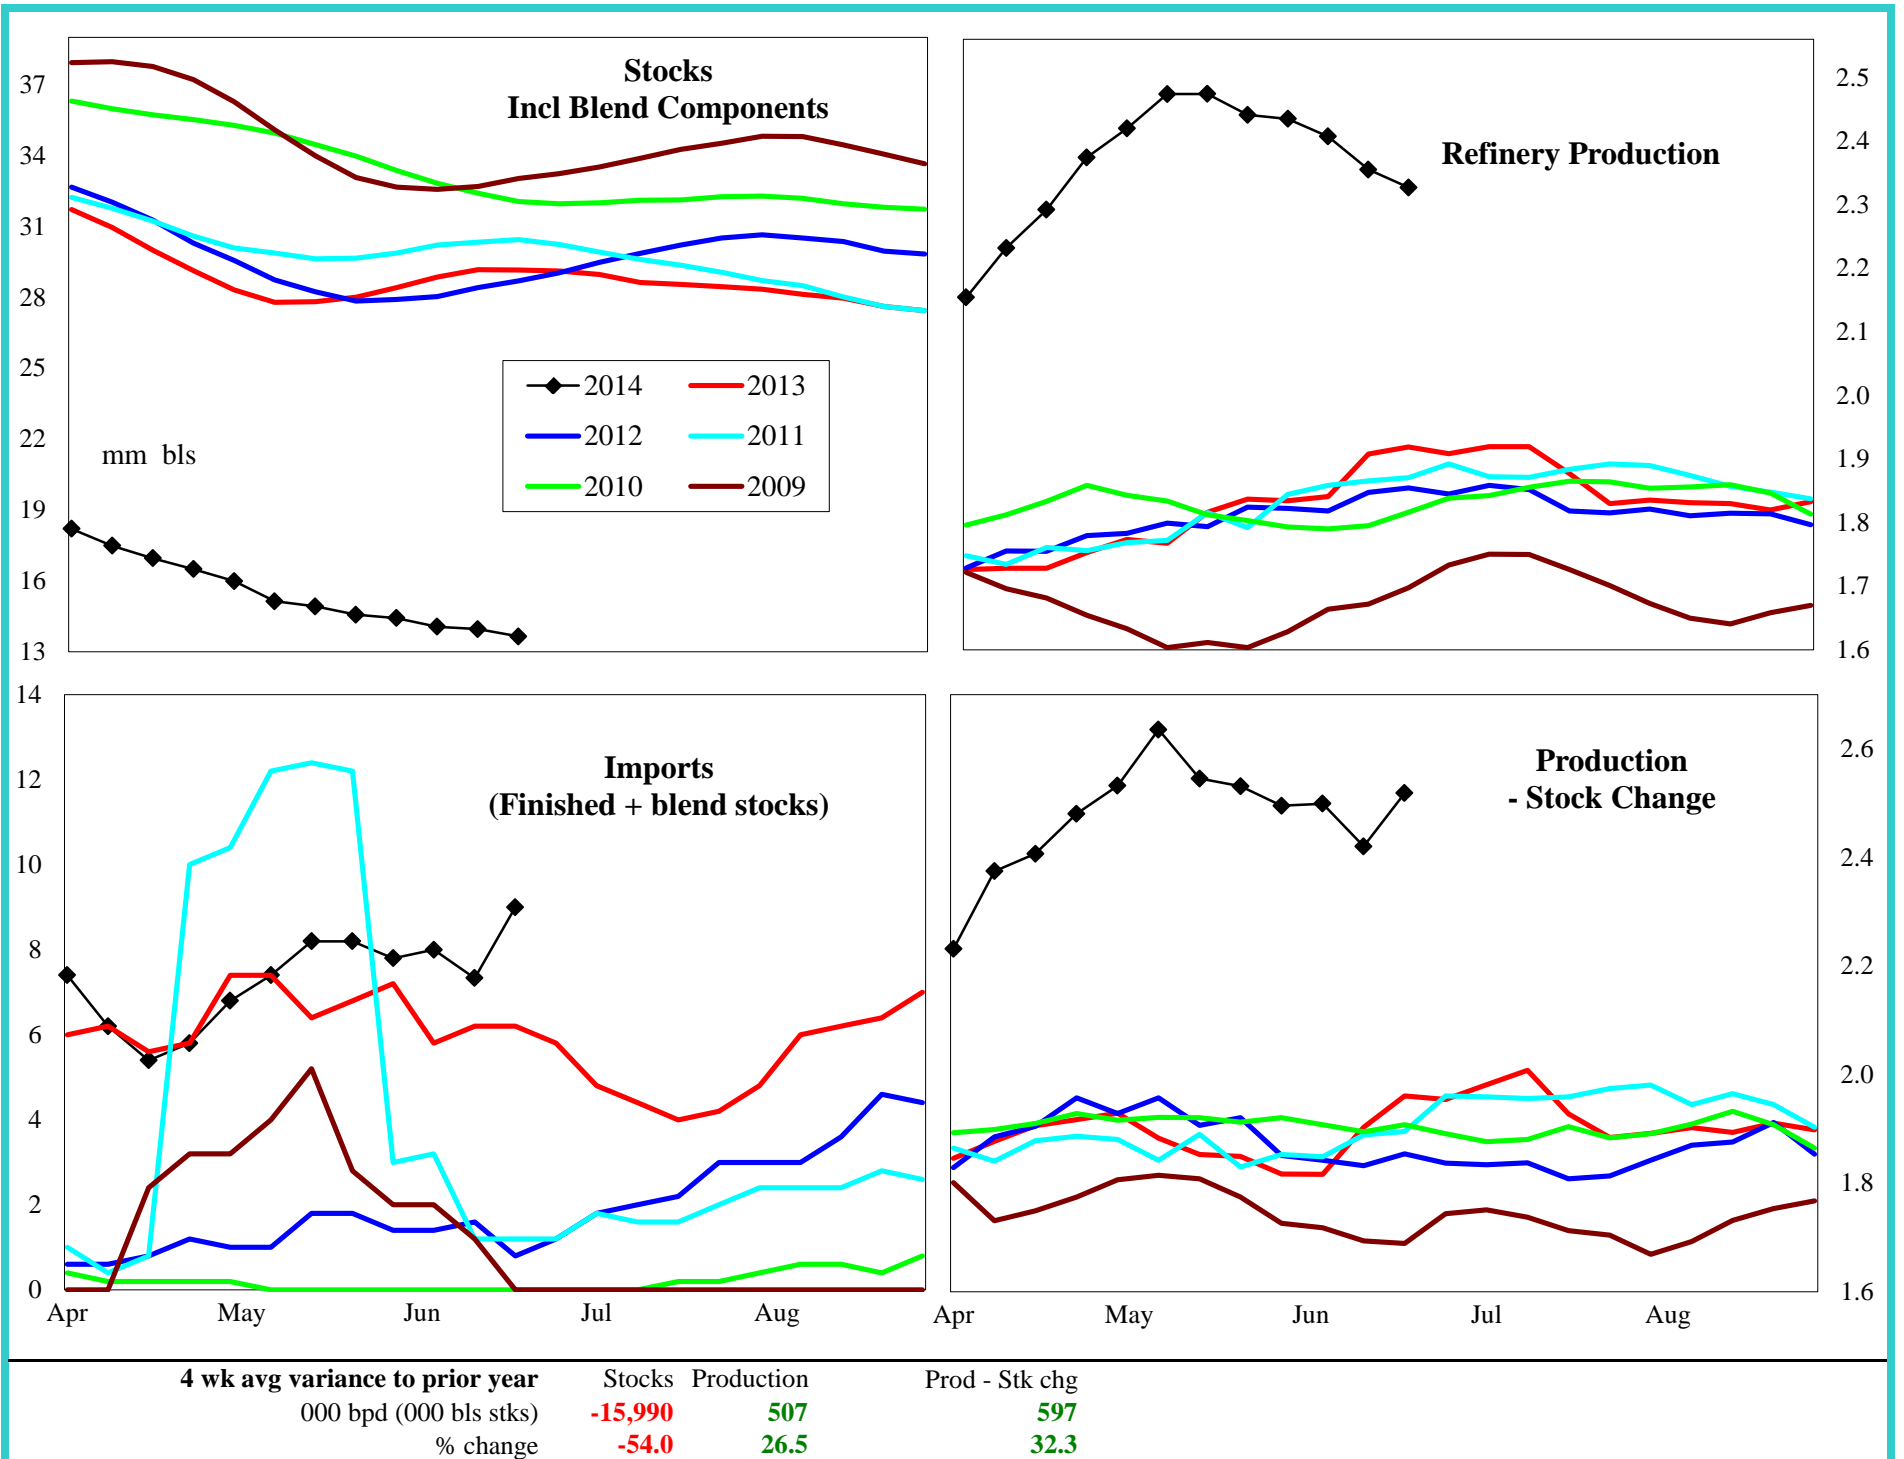 Stocks
Incl Blend Components
37
34
31
28
25
22
19
16
13
mm bls
2014 2013
2012 2011
2010 2009
Refinery Production
2.5
2.4
2.3
2.2
2.1
2.0
1.9
1.8
1.7
1.6
Imports
(Finished + blend stocks)
14
12
10
8
6
4
2
0
Apr May Jun Jul Aug
Production
- Stock Change
2.6
2.4
2.2
2.0
1.8
1.6
Apr May Jun Jul Aug
4 wk avg variance to prior year Stocks Production Prod - Stk chg
000 bpd (000 bls stks) -15,990 507 597
% change -54.0 26.5 32.3